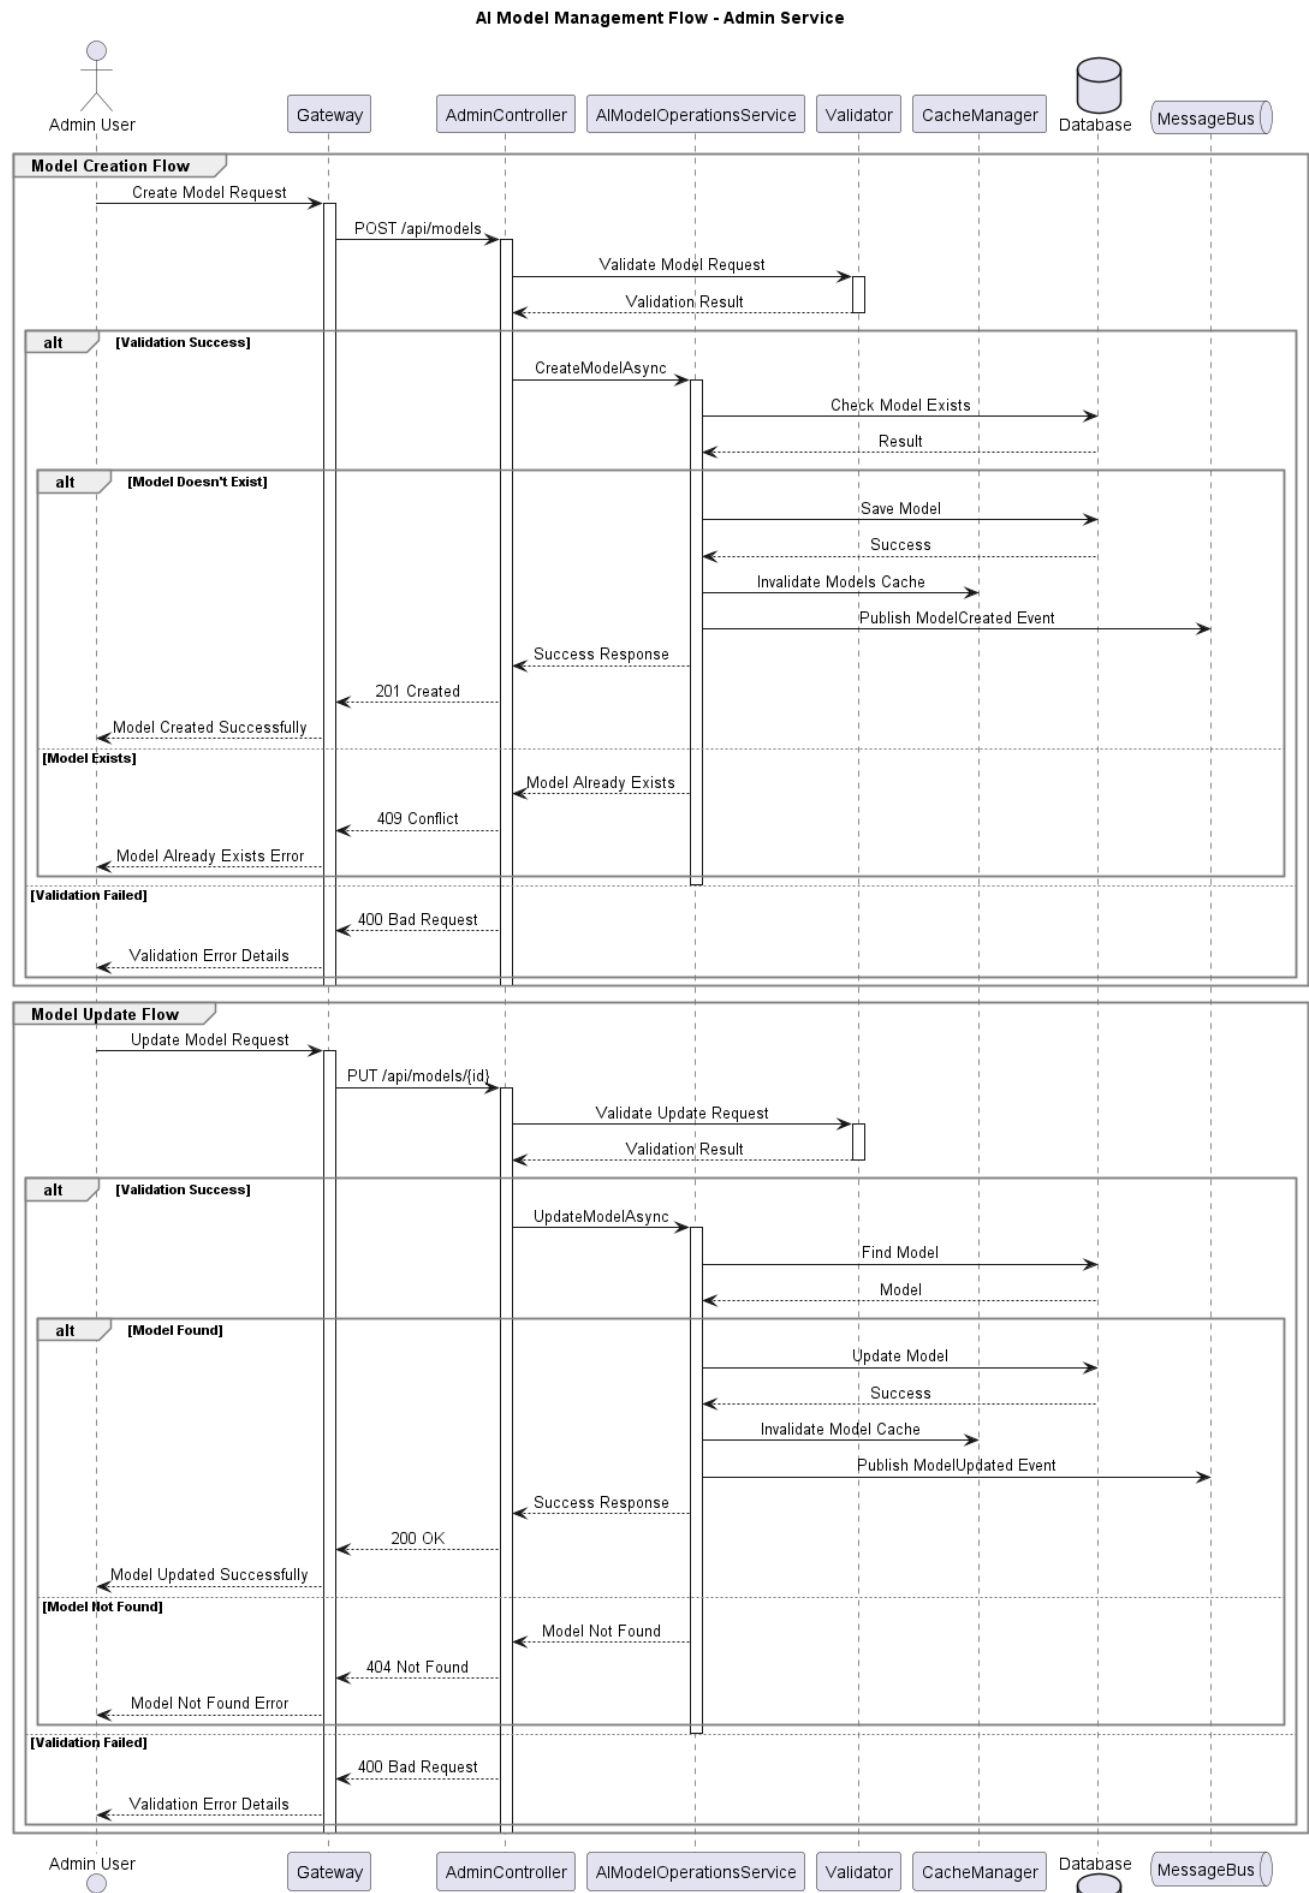 AI Model Management Flow - Admin Service
Admin User
Gateway
AdminController
AIModelOperationsService
Validator
CacheManager
Database
MessageBus
Model Creation Flow
Create Model Request
POST /api/models
Validate Model Request
Validation Result
alt [Validation Success]
CreateModelAsync
Check Model Exists
Result
alt [Model Doesn't Exist]
Save Model
Success
Invalidate Models Cache
Publish ModelCreated Event
Success Response
201 Created
Model Created Successfully
[Model Exists]
Model Already Exists
409 Conflict
Model Already Exists Error
[Validation Failed]
400 Bad Request
Validation Error Details
Model Update Flow
Update Model Request
PUT /api/models/{id}
Validate Update Request
Validation Result
alt [Validation Success]
UpdateModelAsync
Find Model
Model
alt [Model Found]
Update Model
Success
Invalidate Model Cache
Publish ModelUpdated Event
Success Response
200 OK
Model Updated Successfully
[Model Not Found]
Model Not Found
404 Not Found
Model Not Found Error
[Validation Failed]
400 Bad Request
Validation Error Details
Admin User
Gateway
AdminController
AIModelOperationsService
Validator
CacheManager
Database
MessageBus